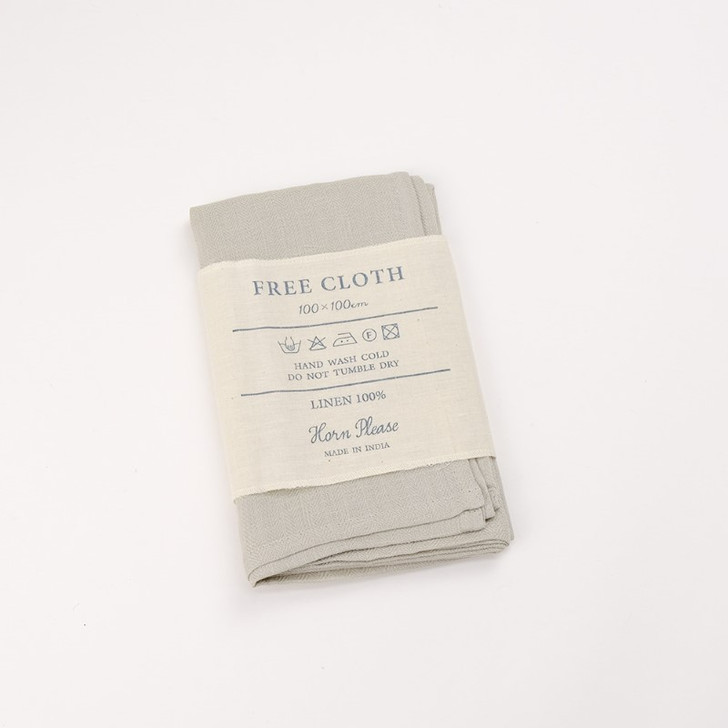 FREE CLOTH
100×100cm
F
HAND WASH COLD
DO NOT TUMBLE DRY
LINEN 100%
Horn Please
MADE IN INDIA